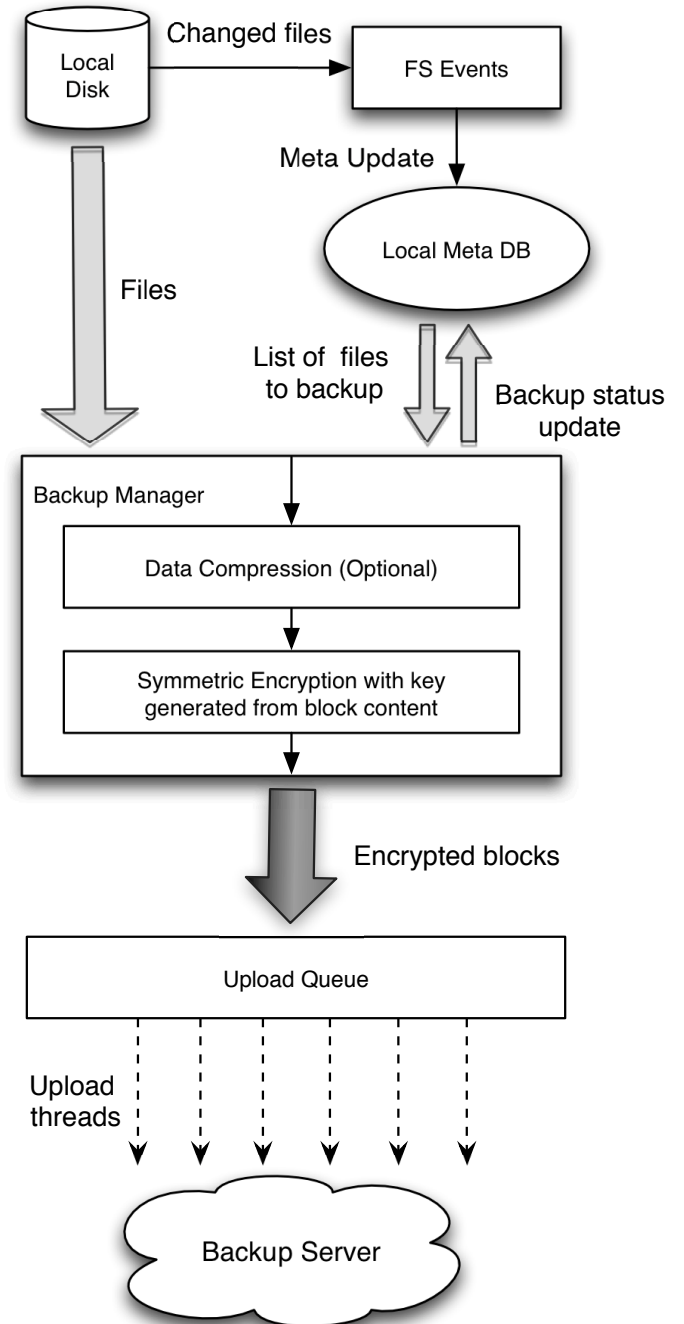 Changed files
Local
Disk
FS Events
Meta Update
Local Meta DB
Files
List of files
to backup
Backup status
update
Backup Manager
Data Compression (Optional)
Symmetric Encryption with key
generated from block content
Encrypted blocks
Upload Queue
Upload
threads
Backup Server